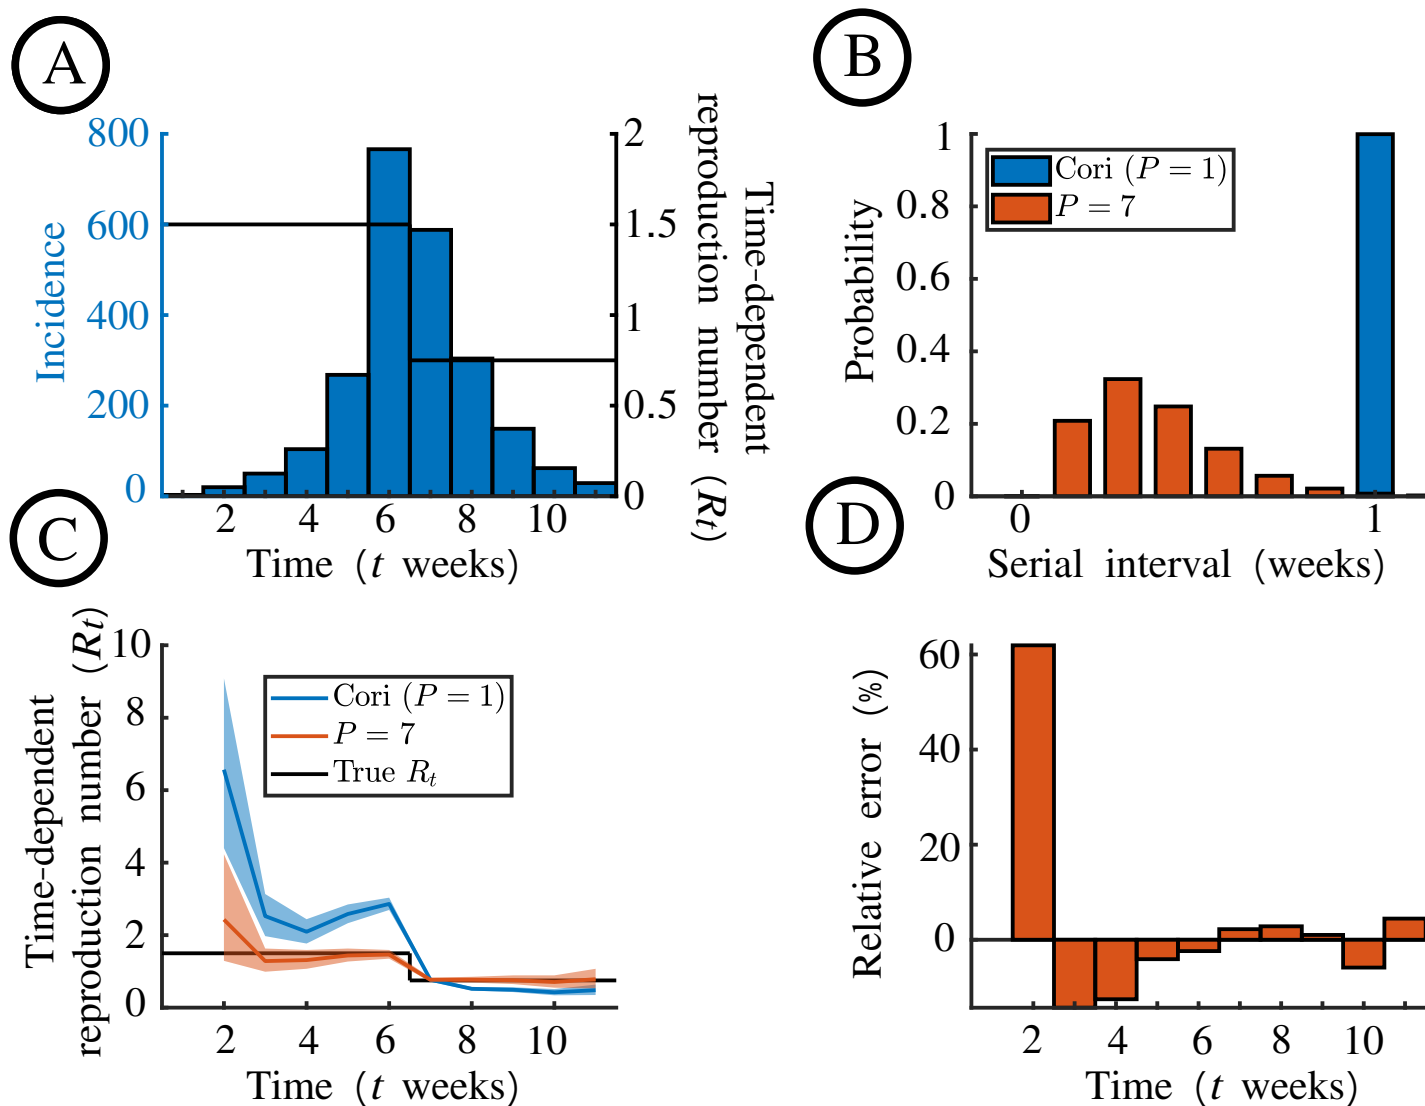 A
800
600
400
200
0
Incidence
2
1.5
1
0.5
0
Time-dependent
reproduction number (Rt)
2 4 6 8 10
Time (t weeks)
B
1
0.8
0.6
0.4
0.2
0
Probability
Cori (P = 1)
P = 7
0 1
Serial interval (weeks)
C
10
8
6
4
2
0
Time-dependent
reproduction number (Rt)
Cori (P = 1)
P = 7
True Rt
2 4 6 8 10
Time (t weeks)
D
60
40
20
0
Relative error (%)
2 4 6 8 10
Time (t weeks)